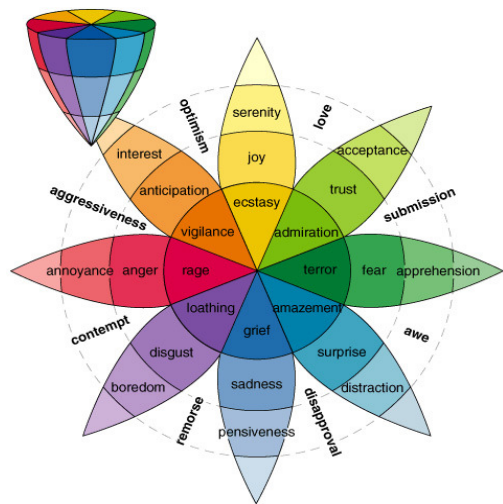 serenity
optimism
love
interest
joy
acceptance
anticipation
ecstasy
trust
aggressiveness
submission
vigilance
admiration
annoyance
anger
rage
terror
fear
apprehension
loathing
amazement
contempt
grief
awe
disgust
surprise
boredom
sadness
distraction
remorse
pensiveness
disapproval